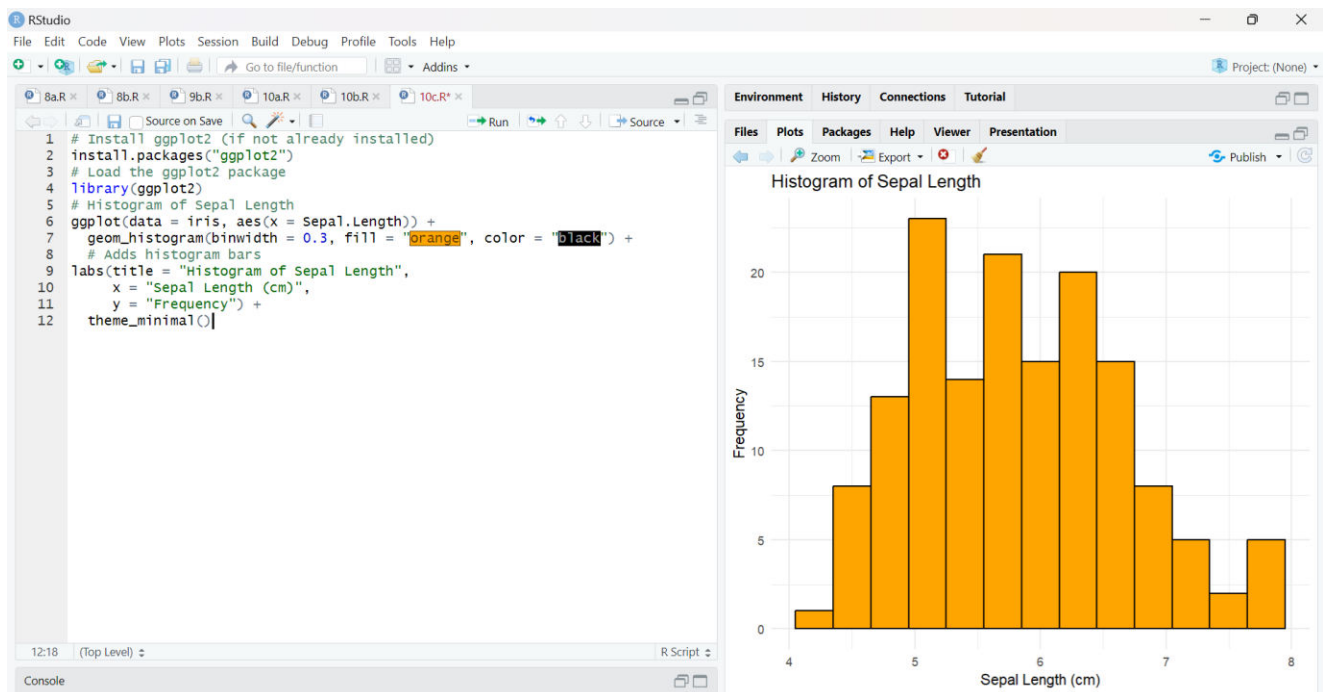 RStudio
File Edit Code View Plots Session Build Debug Profile Tools Help
Go to file/function
Addins
Project: (None)
8a.R
8b.R
9b.R
10a.R
10b.R
10c.R*
Source on Save
Run
Source
1 # Install ggplot2 (if not already installed)
2 install.packages("ggplot2")
3 # Load the ggplot2 package
4 library(ggplot2)
5 # Histogram of Sepal Length
6 ggplot(data = iris, aes(x = Sepal.Length)) +
7   geom_histogram(binwidth = 0.3, fill = "orange", color = "black") +
8   # Adds histogram bars
9 labs(title = "Histogram of Sepal Length",
10      x = "Sepal Length (cm)",
11      y = "Frequency") +
12   theme_minimal()
12:18 (Top Level) R Script
Console
Environment History Connections Tutorial
Files Plots Packages Help Viewer Presentation
Zoom Export Publish
Histogram of Sepal Length
Frequency
20
15
10
5
0
4 5 6 7 8
Sepal Length (cm)